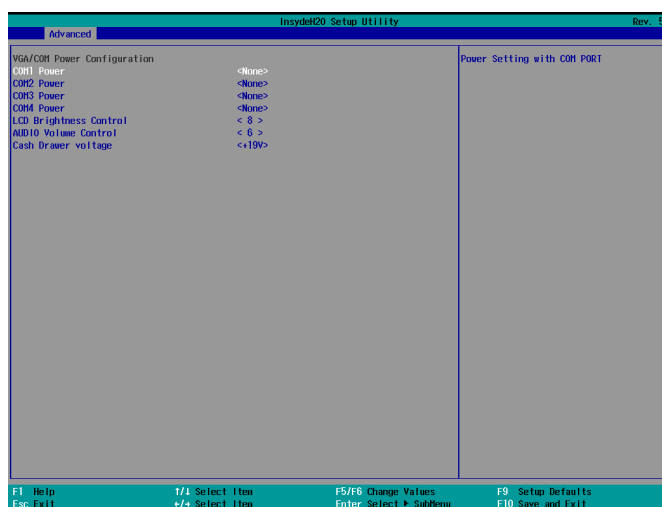 InsydeH20 Setup Utility Rev. 5
Advanced
VGA/COM Power Configuration
Power Setting with COM PORT
COM1 Power <None>
COM2 Power <None>
COM3 Power <None>
COM4 Power <None>
LCD Brightness Control < 8 >
AUDIO Volume Control < 6 >
Cash Drawer voltage <+19V>
F1 Help ↑/↓ Select Item F5/F6 Change Values F9 Setup Defaults
Esc Exit ←/→ Select Item Enter Select ▶ SubMenu F10 Save and Exit